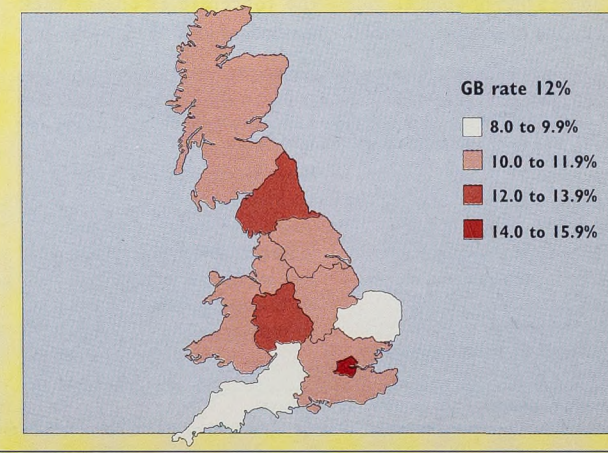 GB rate 12%
8.0 to 9.9%
10.0 to 11.9%
12.0 to 13.9%
14.0 to 15.9%